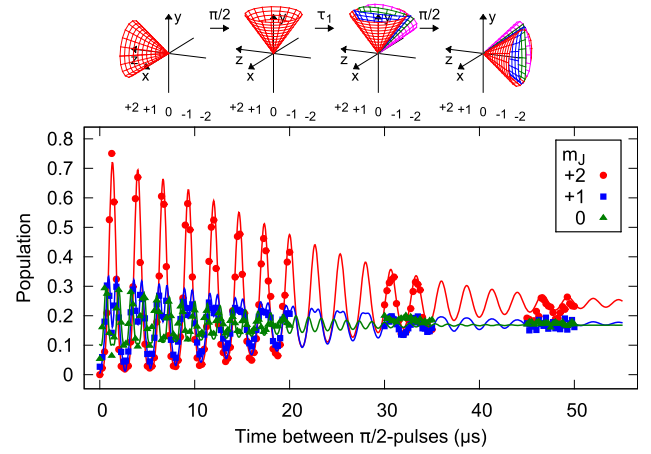 π/2 τ1 π/2
y y y y
z x z x z x z x
+2 +1 0 -1 -2 +2 +1 0 -1 -2 +2 +1 0 -1 -2 +2 +1 0 -1 -2
0.8
0.7
0.6
0.5
0.4
0.3
0.2
0.1
0
Population
mJ
+2
+1
0
0 10 20 30 40 50
Time between π/2-pulses (μs)